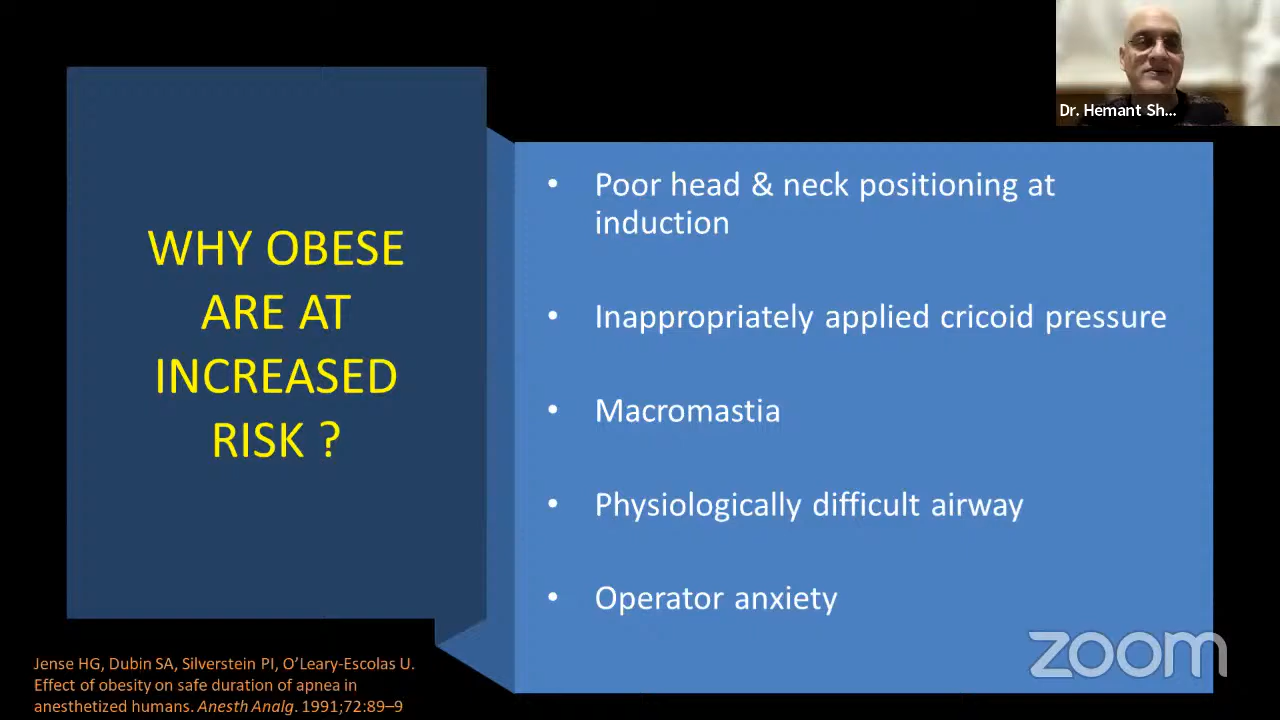 Dr. Hemant Sh...
WHY OBESE
ARE AT
INCREASED
RISK ?
• Poor head & neck positioning at
induction
• Inappropriately applied cricoid pressure
• Macromastia
• Physiologically difficult airway
• Operator anxiety
Jense HG, Dubin SA, Silverstein PI, O’Leary-Escolas U.
Effect of obesity on safe duration of apnea in
anesthetized humans. Anesth Analg. 1991;72:89–9
zoom